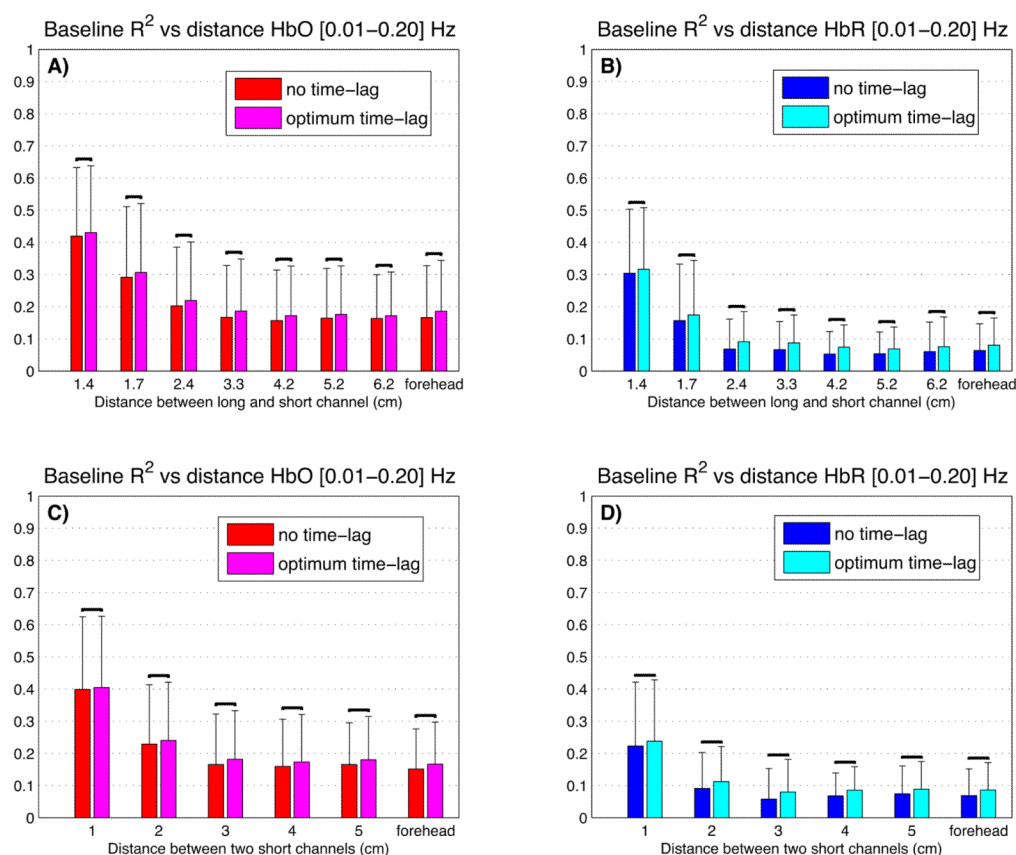 Baseline R² vs distance HbO [0.01−0.20] Hz
A)
no time−lag
optimum time−lag
1
0.9
0.8
0.7
0.6
0.5
0.4
0.3
0.2
0.1
0
1.4 1.7 2.4 3.3 4.2 5.2 6.2 forehead
Distance between long and short channel (cm)
Baseline R² vs distance HbR [0.01−0.20] Hz
B)
no time−lag
optimum time−lag
1
0.9
0.8
0.7
0.6
0.5
0.4
0.3
0.2
0.1
0
1.4 1.7 2.4 3.3 4.2 5.2 6.2 forehead
Distance between long and short channel (cm)
Baseline R² vs distance HbO [0.01−0.20] Hz
C)
no time−lag
optimum time−lag
1
0.9
0.8
0.7
0.6
0.5
0.4
0.3
0.2
0.1
0
1 2 3 4 5 forehead
Distance between two short channels (cm)
Baseline R² vs distance HbR [0.01−0.20] Hz
D)
no time−lag
optimum time−lag
1
0.9
0.8
0.7
0.6
0.5
0.4
0.3
0.2
0.1
0
1 2 3 4 5 forehead
Distance between two short channels (cm)